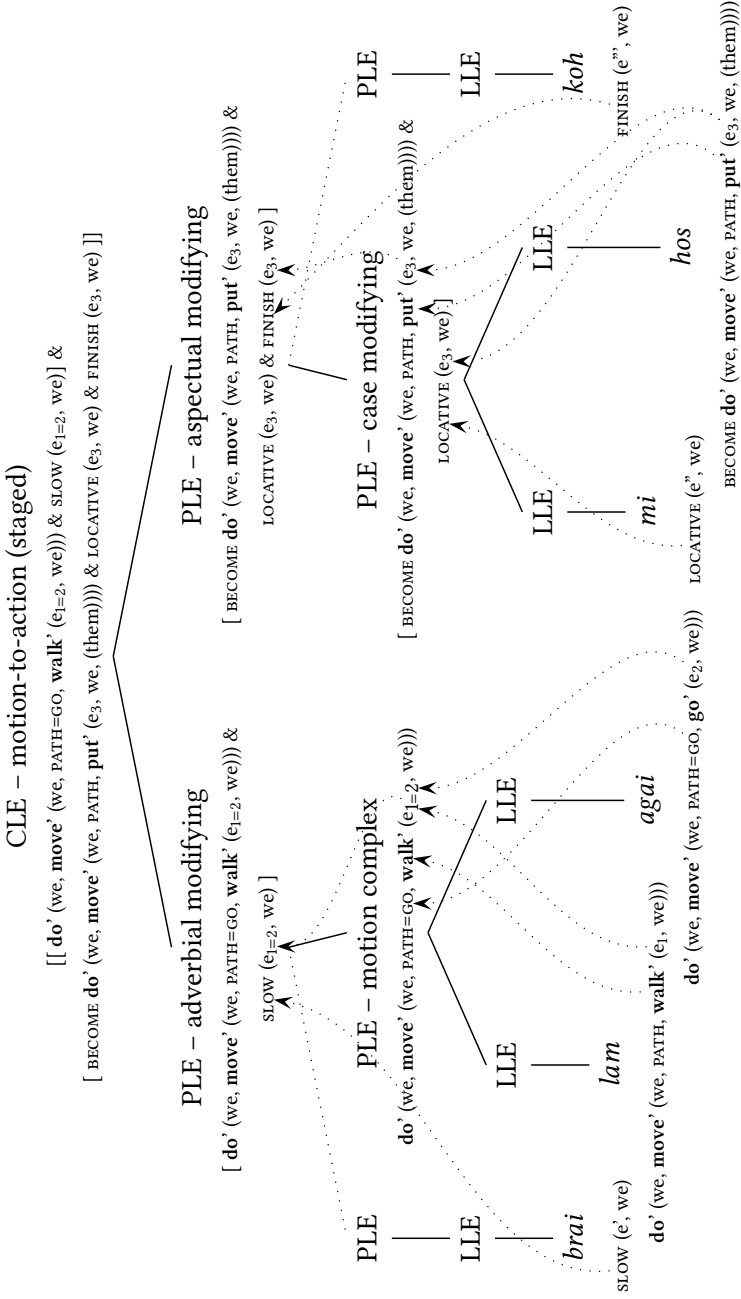 CLE – motion-to-action (staged)
[[ do’ (we, move’ (we, PATH=GO, walk’ (e1=2, we))) & SLOW (e1=2, we)] &
[ BECOME do’ (we, move’ (we, PATH, put’ (e3, we, (them)))) & LOCATIVE (e3, we) & FINISH (e3, we) ]]
PLE – adverbial modifying
[ do’ (we, move’ (we, PATH=GO, walk’ (e1=2, we))) &
SLOW (e1=2, we) ]
PLE – aspectual modifying
[ BECOME do’ (we, move’ (we, PATH, put’ (e3, we, (them)))) &
LOCATIVE (e3, we) & FINISH (e3, we) ]
PLE
PLE – motion complex
do’ (we, move’ (we, PATH=GO, walk’ (e1=2, we)))
PLE – case modifying
[ BECOME do’ (we, move’ (we, PATH, put’ (e3, we, (them)))) &
LOCATIVE (e3, we) ]
PLE
LLE
LLE
LLE
LLE
LLE
LLE
brai
lam
agai
mi
hos
koh
SLOW (e’, we)
do’ (we, move’ (we, PATH, walk’ (e1, we)))
do’ (we, move’ (we, PATH=GO, go’ (e2, we)))
LOCATIVE (e”, we)
BECOME do’ (we, move’ (we, PATH, put’ (e3, we, (them))))
FINISH (e”’, we)